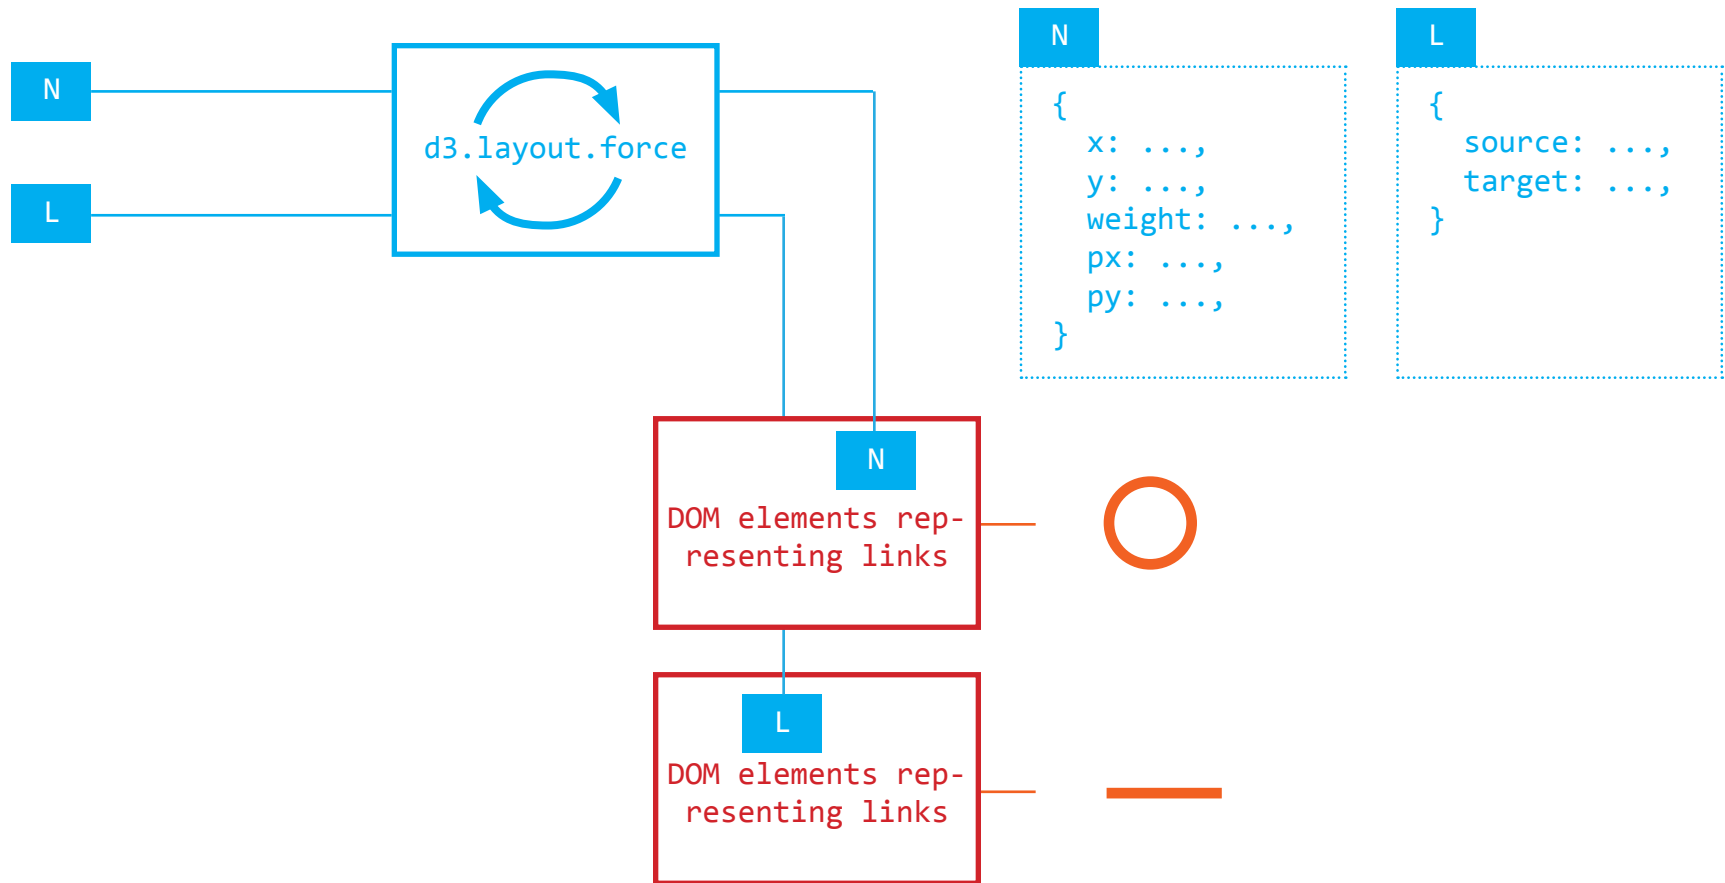 N
L
d3.layout.force
N
{
x: ...,
y: ...,
weight: ...,
px: ...,
py: ...,
}
L
{
source: ...,
target: ...,
}
N
DOM elements rep-
resenting links
L
DOM elements rep-
resenting links